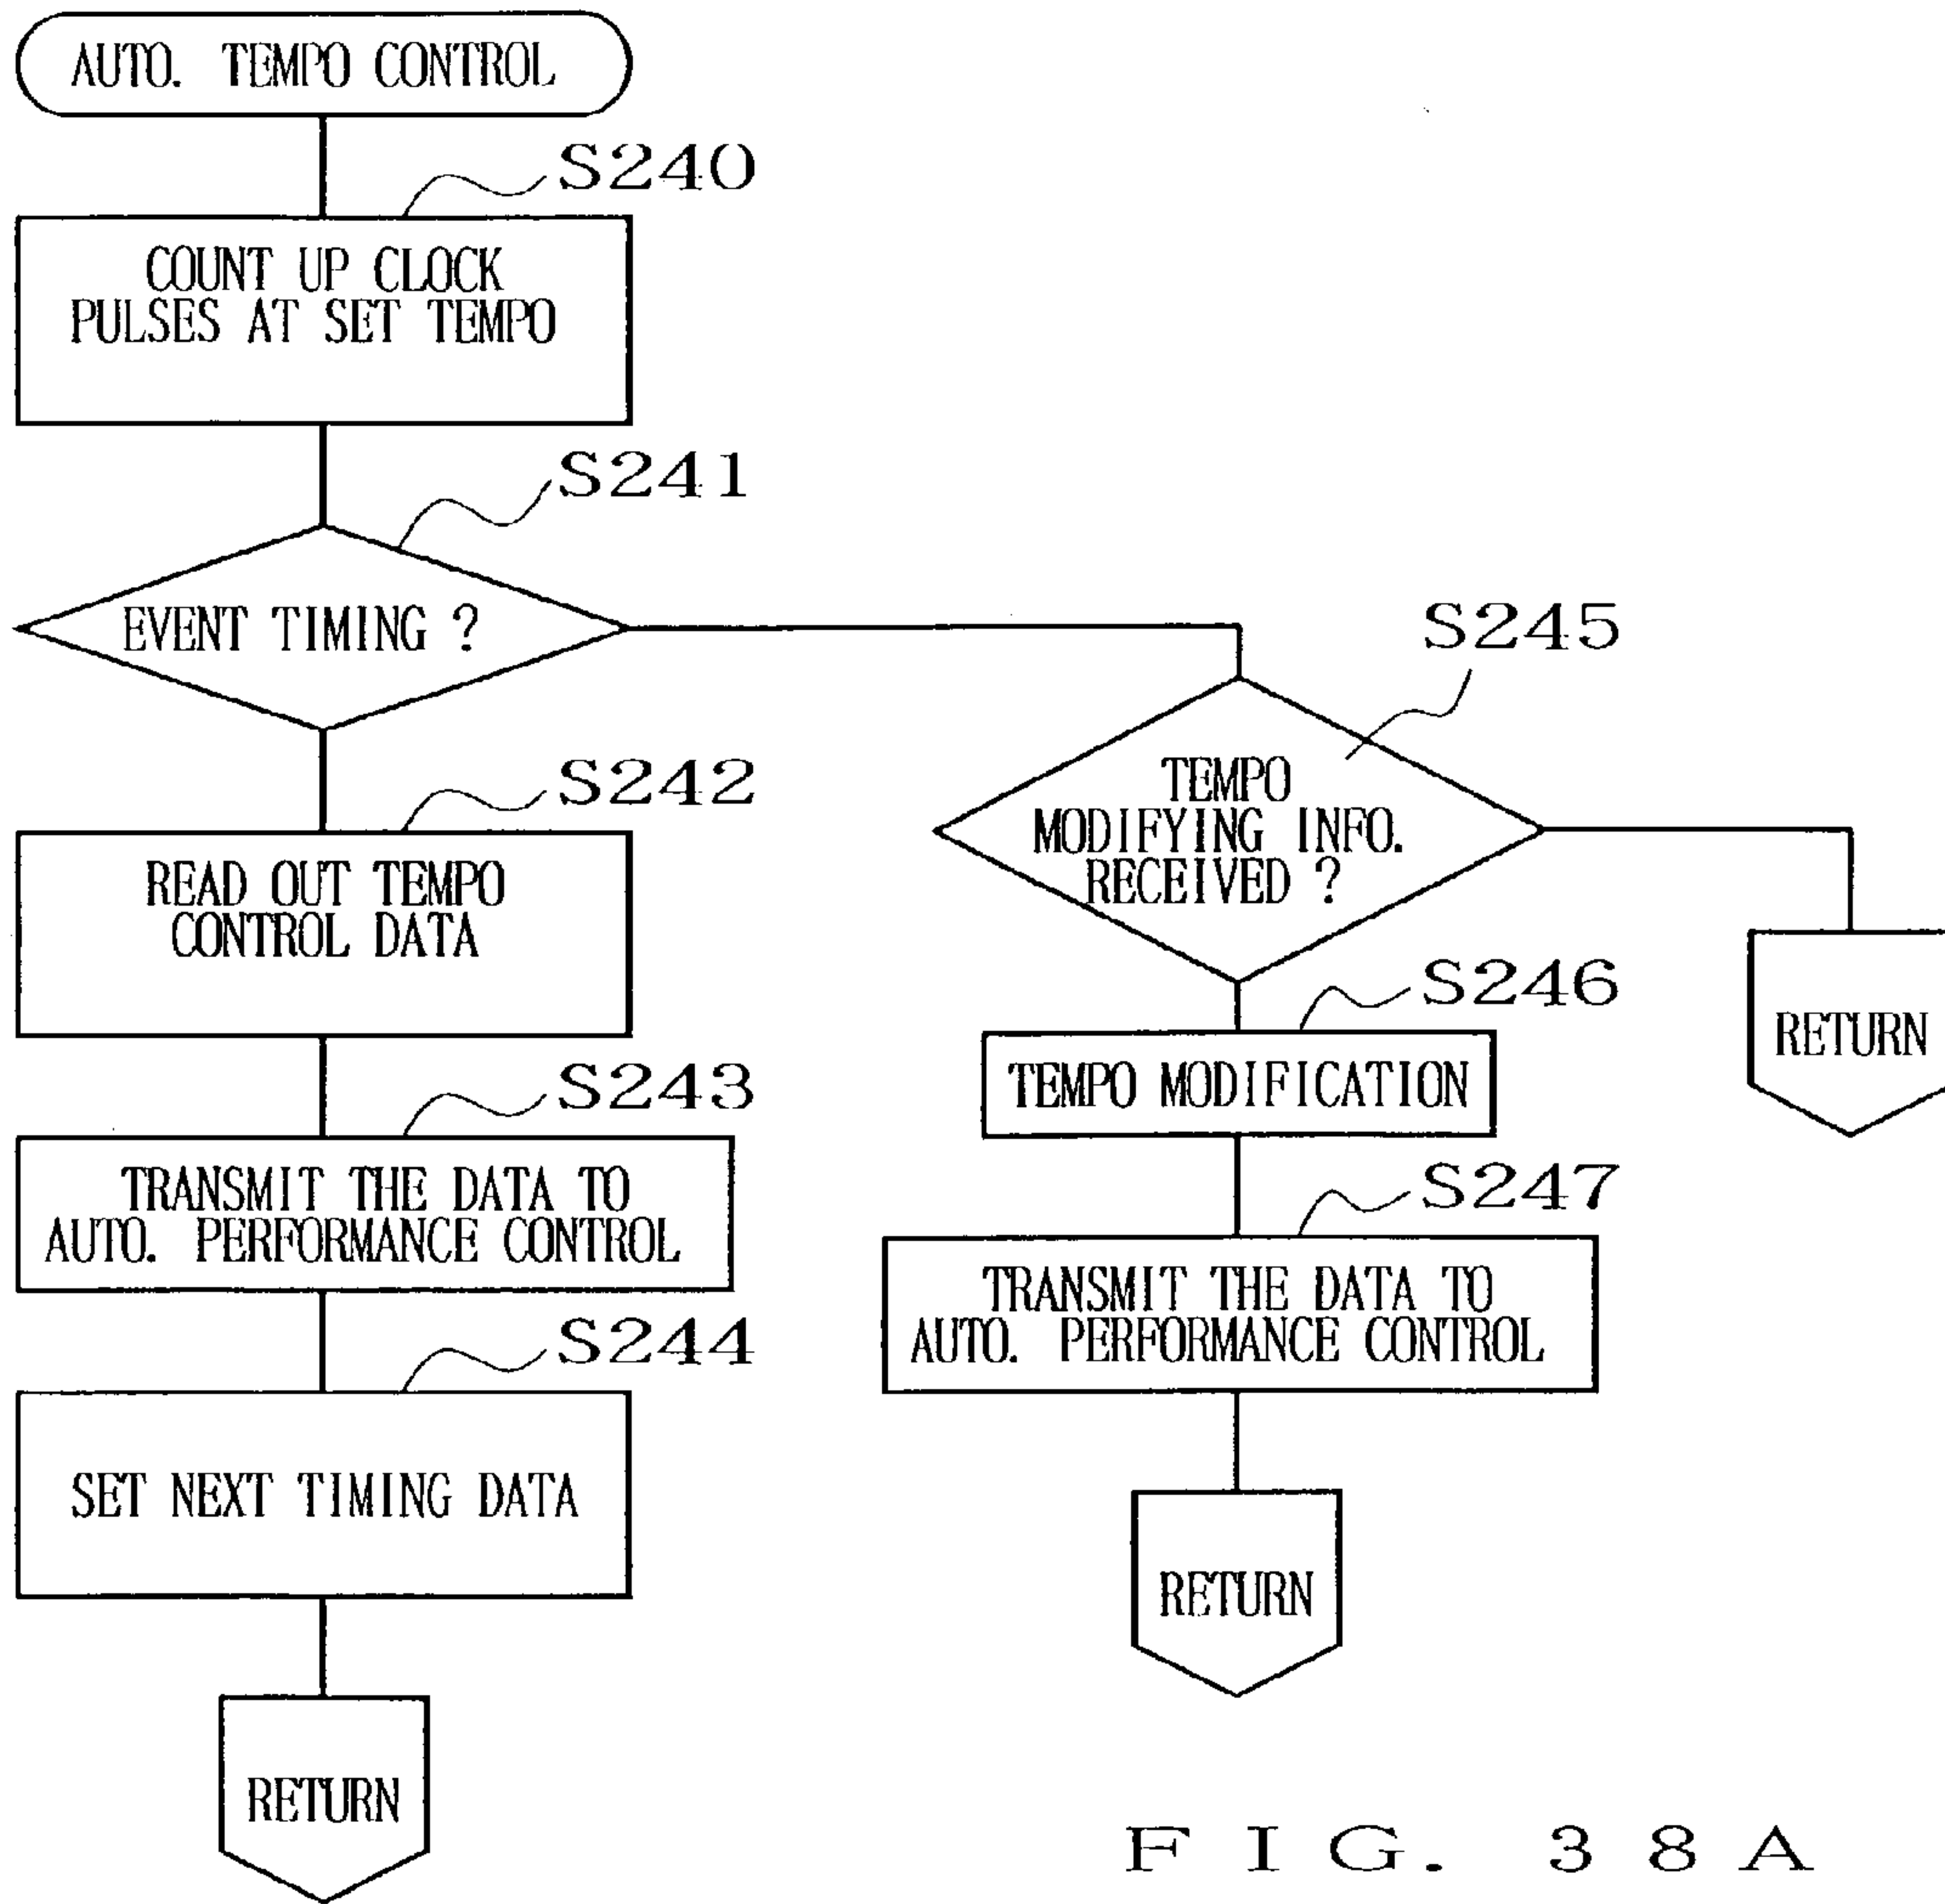 AUTO. TEMPO CONTROL
S240
COUNT UP CLOCK
PULSES AT SET TEMPO
S241
EVENT TIMING ?
S242
READ OUT TEMPO
CONTROL DATA
S243
TRANSMIT THE DATA TO
AUTO. PERFORMANCE CONTROL
S244
SET NEXT TIMING DATA
RETURN
S245
TEMPO
MODIFYING INFO.
RECEIVED ?
RETURN
S246
TEMPO MODIFICATION
S247
TRANSMIT THE DATA TO
AUTO. PERFORMANCE CONTROL
RETURN
FIG. 38A